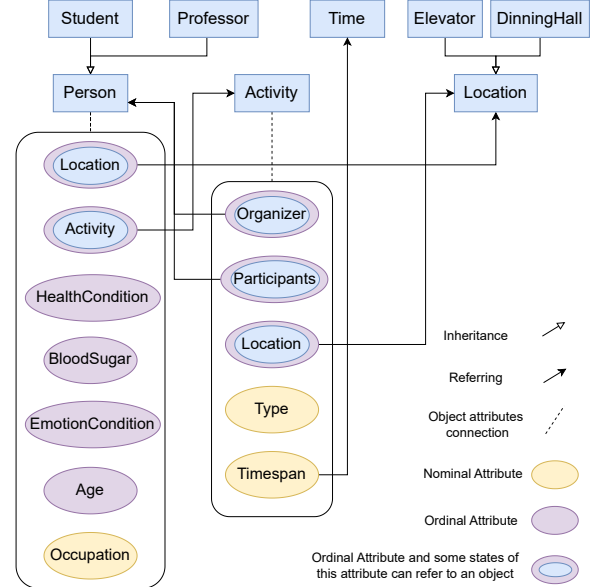 Student
Professor
Time
Elevator
DinningHall
Person
Activity
Location
Location
Activity
HealthCondition
BloodSugar
EmotionCondition
Age
Occupation
Organizer
Participants
Location
Type
Timespan
Inheritance
Referring
Object attributes
connection
Nominal Attribute
Ordinal Attribute
Ordinal Attribute and some states of
this attribute can refer to an object